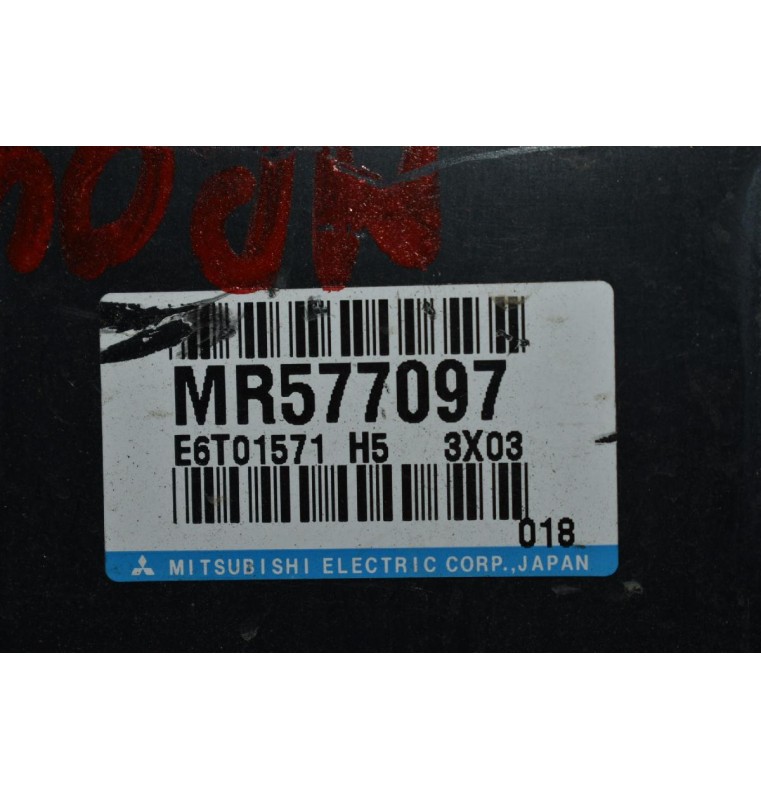 MR577097
E6T01571 H5 3X03
018
MITSUBISHI ELECTRIC CORP.,JAPAN